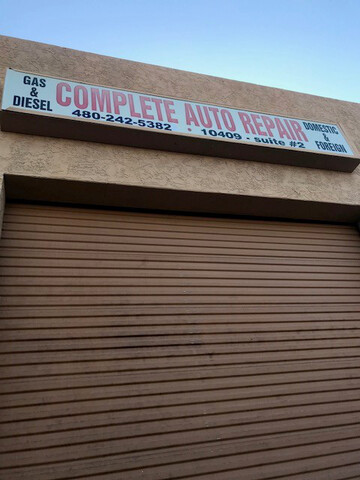 GAS
&
DIESEL
COMPLETE AUTO REPAIR
480-242-5382 • 10409 - suite #2
DOMESTIC
&
FOREIGN